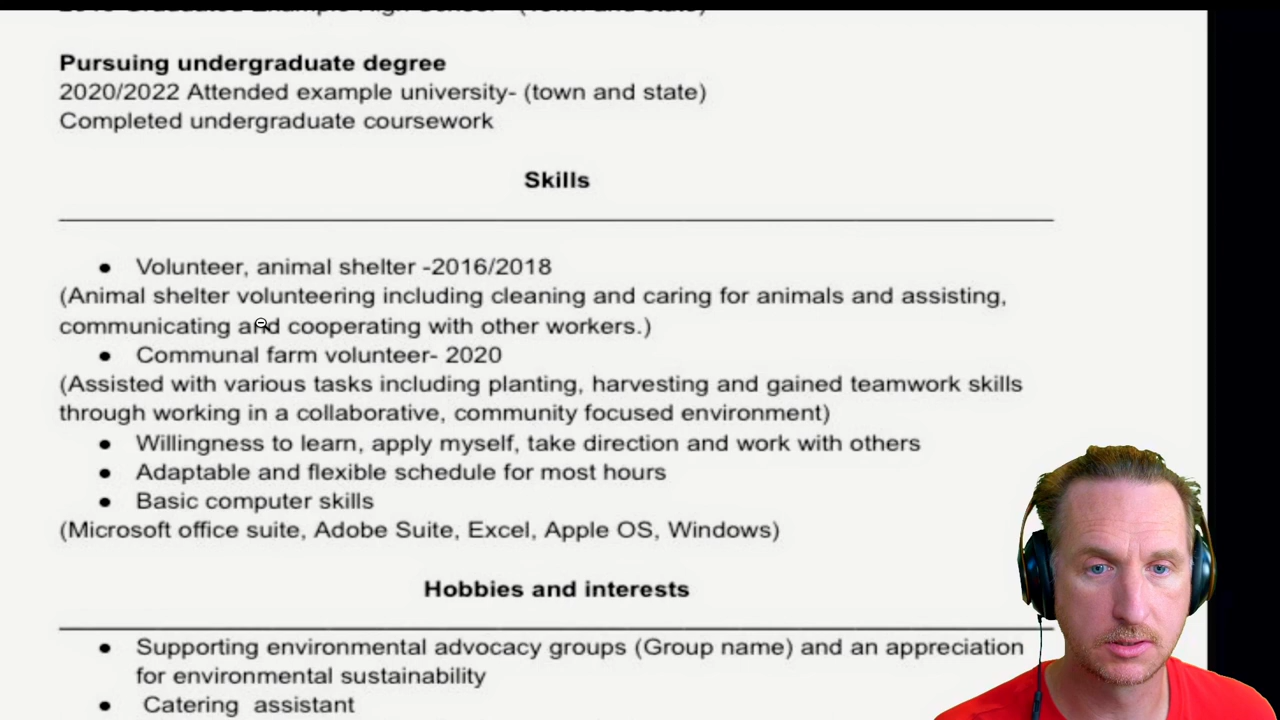 Pursuing undergraduate degree
2020/2022 Attended example university- (town and state)
Completed undergraduate coursework
Skills
● Volunteer, animal shelter -2016/2018
(Animal shelter volunteering including cleaning and caring for animals and assisting,
communicating and cooperating with other workers.)
● Communal farm volunteer- 2020
(Assisted with various tasks including planting, harvesting and gained teamwork skills
through working in a collaborative, community focused environment)
● Willingness to learn, apply myself, take direction and work with others
● Adaptable and flexible schedule for most hours
● Basic computer skills
(Microsoft office suite, Adobe Suite, Excel, Apple OS, Windows)
Hobbies and interests
● Supporting environmental advocacy groups (Group name) and an appreciation
for environmental sustainability
● Catering assistant